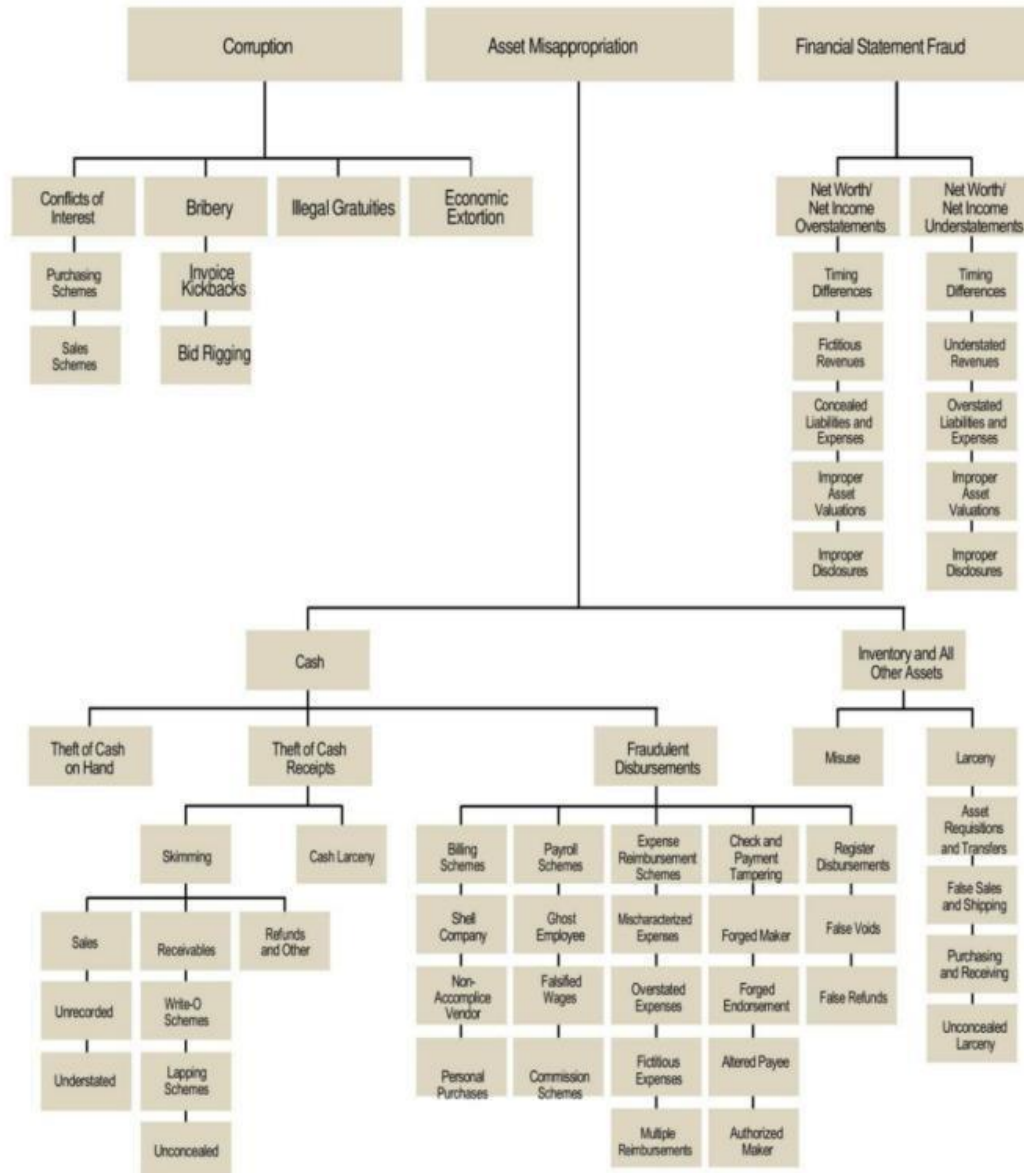 Corruption
Asset Misappropriation
Financial Statement Fraud
Conflicts of
Interest
Bribery
Illegal Gratuities
Economic
Extortion
Purchasing
Schemes
Invoice
Kickbacks
Sales
Schemes
Bid Rigging
Net Worth/
Net Income
Overstatements
Net Worth/
Net Income
Understatements
Timing
Differences
Timing
Differences
Fictitious
Revenues
Understated
Revenues
Concealed
Liabilities and
Expenses
Overstated
Liabilities and
Expenses
Improper
Asset
Valuations
Improper
Asset
Valuations
Improper
Disclosures
Improper
Disclosures
Cash
Inventory and All
Other Assets
Theft of Cash
on Hand
Theft of Cash
Receipts
Fraudulent
Disbursements
Misuse
Larceny
Skimming
Cash Larceny
Billing
Schemes
Payroll
Schemes
Expense
Reimbursement
Schemes
Check and
Payment
Tampering
Register
Disbursements
Asset
Requisitions
and Transfers
False Sales
and Shipping
Purchasing
and Receiving
Unconcealed
Larceny
Sales
Receivables
Refunds
and Other
Shell
Company
Ghost
Employee
Mischaracterized
Expenses
Forged Maker
False Voids
Unrecorded
Write-O
Schemes
Non-
Accomplice
Vendor
Falsified
Wages
Overstated
Expenses
Forged
Endorsement
False Refunds
Understated
Lapping
Schemes
Personal
Purchases
Commission
Schemes
Fictitious
Expenses
Altered Payee
Unconcealed
Multiple
Reimbursements
Authorized
Maker